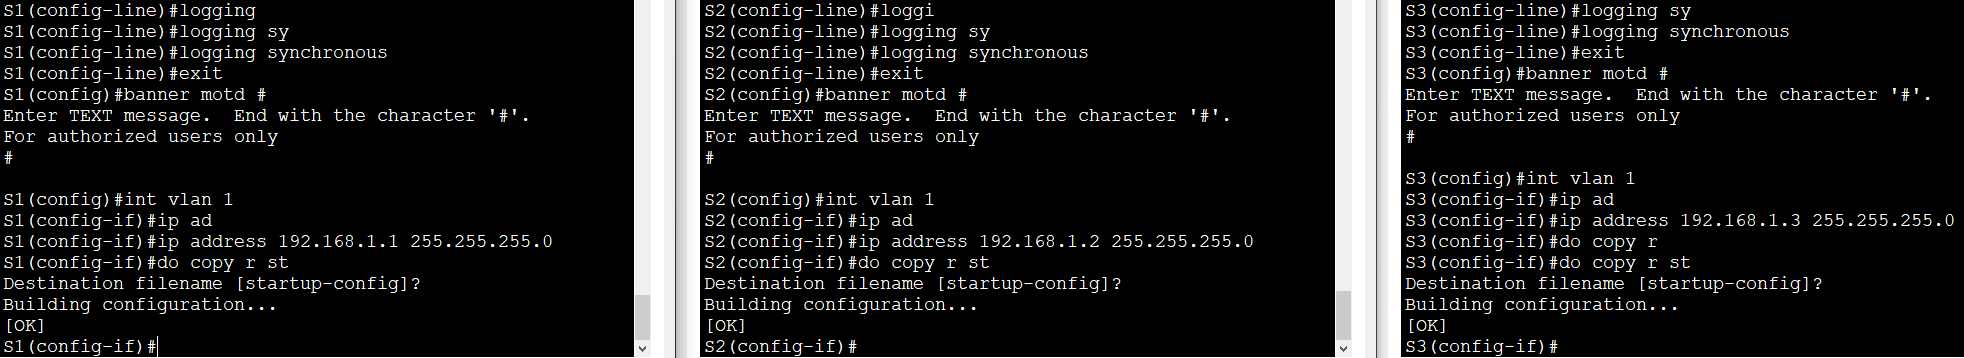 S1(config-line)#logging
S1(config-line)#logging sy
S1(config-line)#logging synchronous
S1(config-line)#exit
S1(config)#banner motd #
Enter TEXT message.  End with the character '#'.
For authorized users only
#

S1(config)#int vlan 1
S1(config-if)#ip ad
S1(config-if)#ip address 192.168.1.1 255.255.255.0
S1(config-if)#do copy r st
Destination filename [startup-config]?
Building configuration...
[OK]
S1(config-if)#
S2(config-line)#loggi
S2(config-line)#logging sy
S2(config-line)#logging synchronous
S2(config-line)#exit
S2(config)#banner motd #
Enter TEXT message.  End with the character '#'.
For authorized users only
#

S2(config)#int vlan 1
S2(config-if)#ip ad
S2(config-if)#ip address 192.168.1.2 255.255.255.0
S2(config-if)#do copy r st
Destination filename [startup-config]?
Building configuration...
[OK]
S2(config-if)#
S3(config-line)#logging sy
S3(config-line)#logging synchronous
S3(config-line)#exit
S3(config)#banner motd #
Enter TEXT message.  End with the character '#'.
For authorized users only
#

S3(config)#int vlan 1
S3(config-if)#ip ad
S3(config-if)#ip address 192.168.1.3 255.255.255.0
S3(config-if)#do copy r
S3(config-if)#do copy r st
Destination filename [startup-config]?
Building configuration...
[OK]
S3(config-if)#